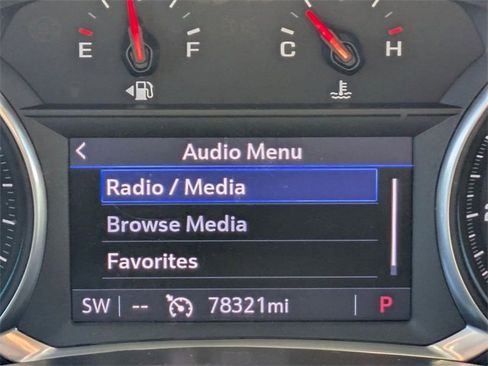 E F C H
< Audio Menu
Radio / Media
Browse Media
Favorites
SW -- 78321mi P